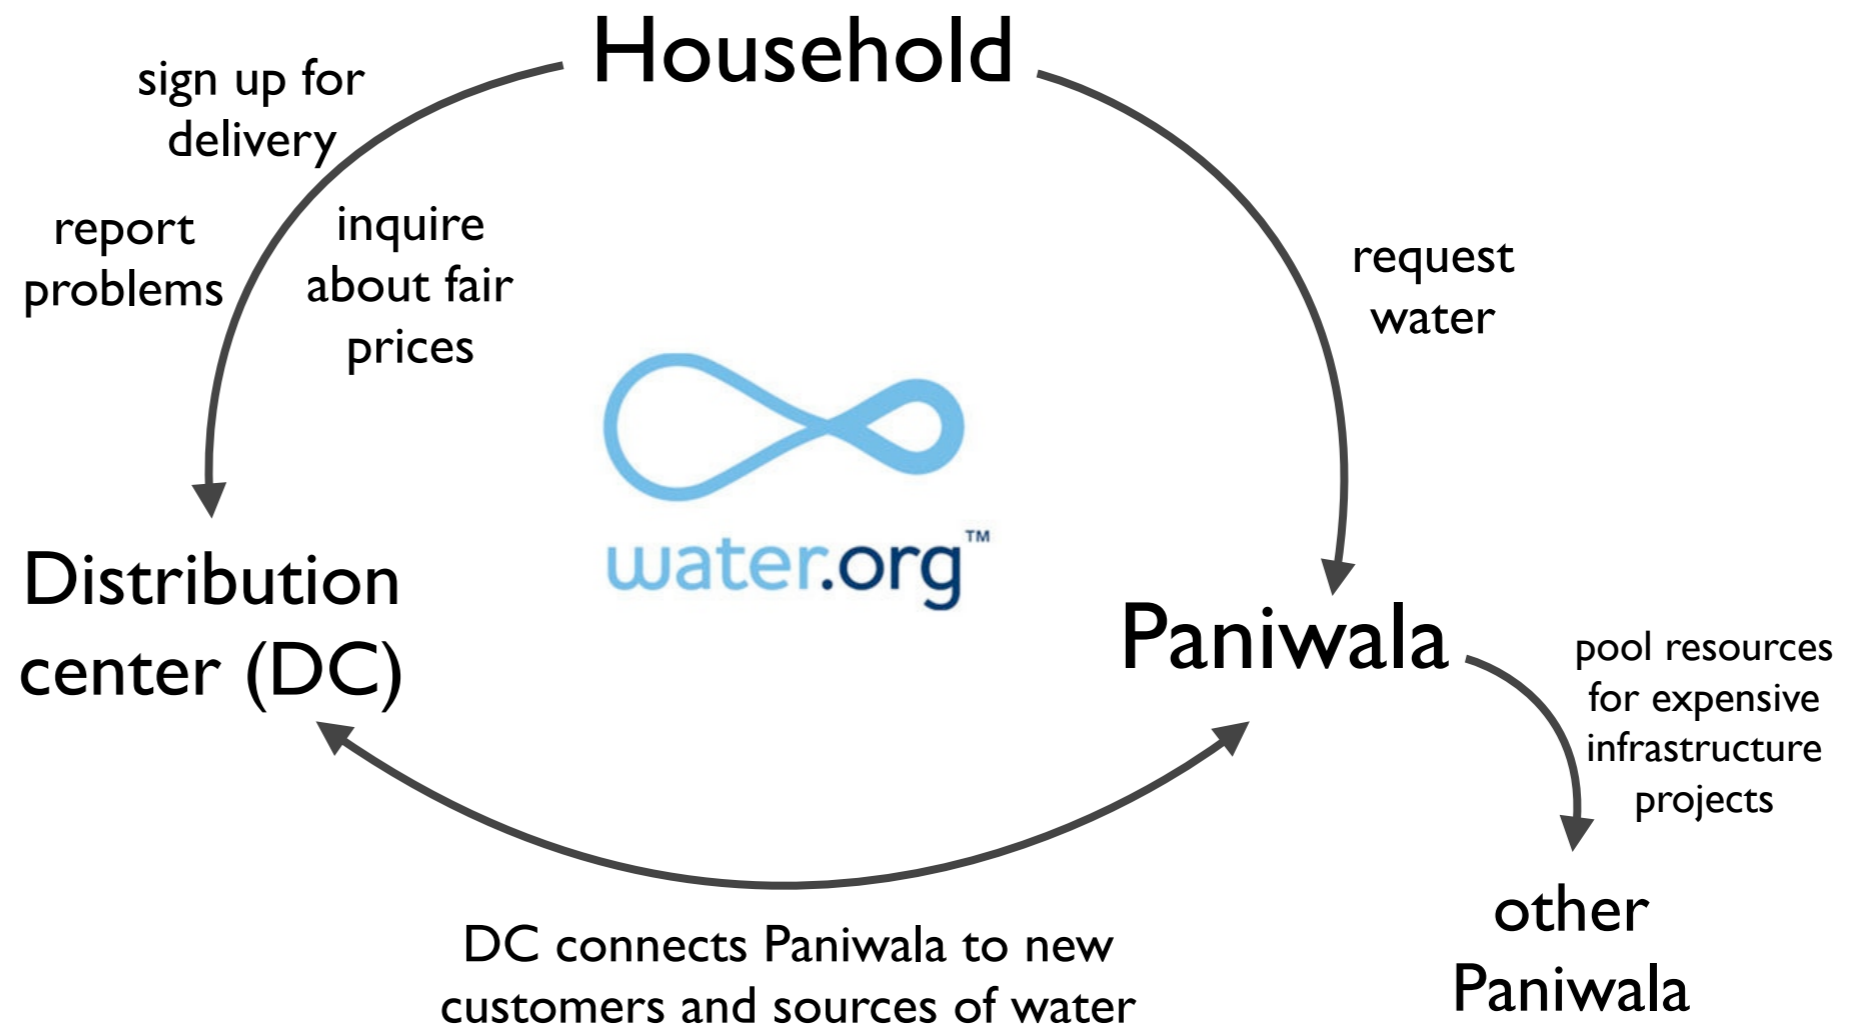 Household
sign up for
delivery
report
problems
inquire
about fair
prices
request
water
water.org™
Distribution
center (DC)
Paniwala
pool resources
for expensive
infrastructure
projects
other
Paniwala
DC connects Paniwala to new
customers and sources of water